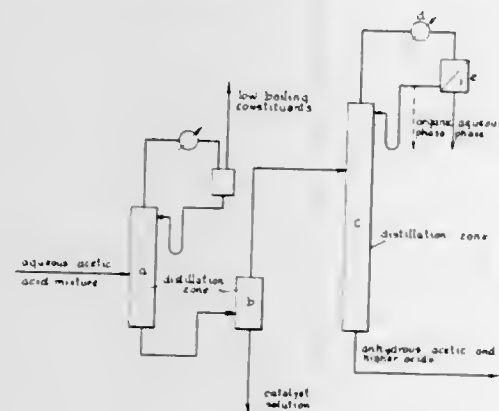 d
e
low boiling
constituents
organic aqueous
phase phase
c
aqueous acetic
acid mixture
a
distillation
zone
b
distillation zone
anhydrous acetic and
higher acids
catalyst
solution